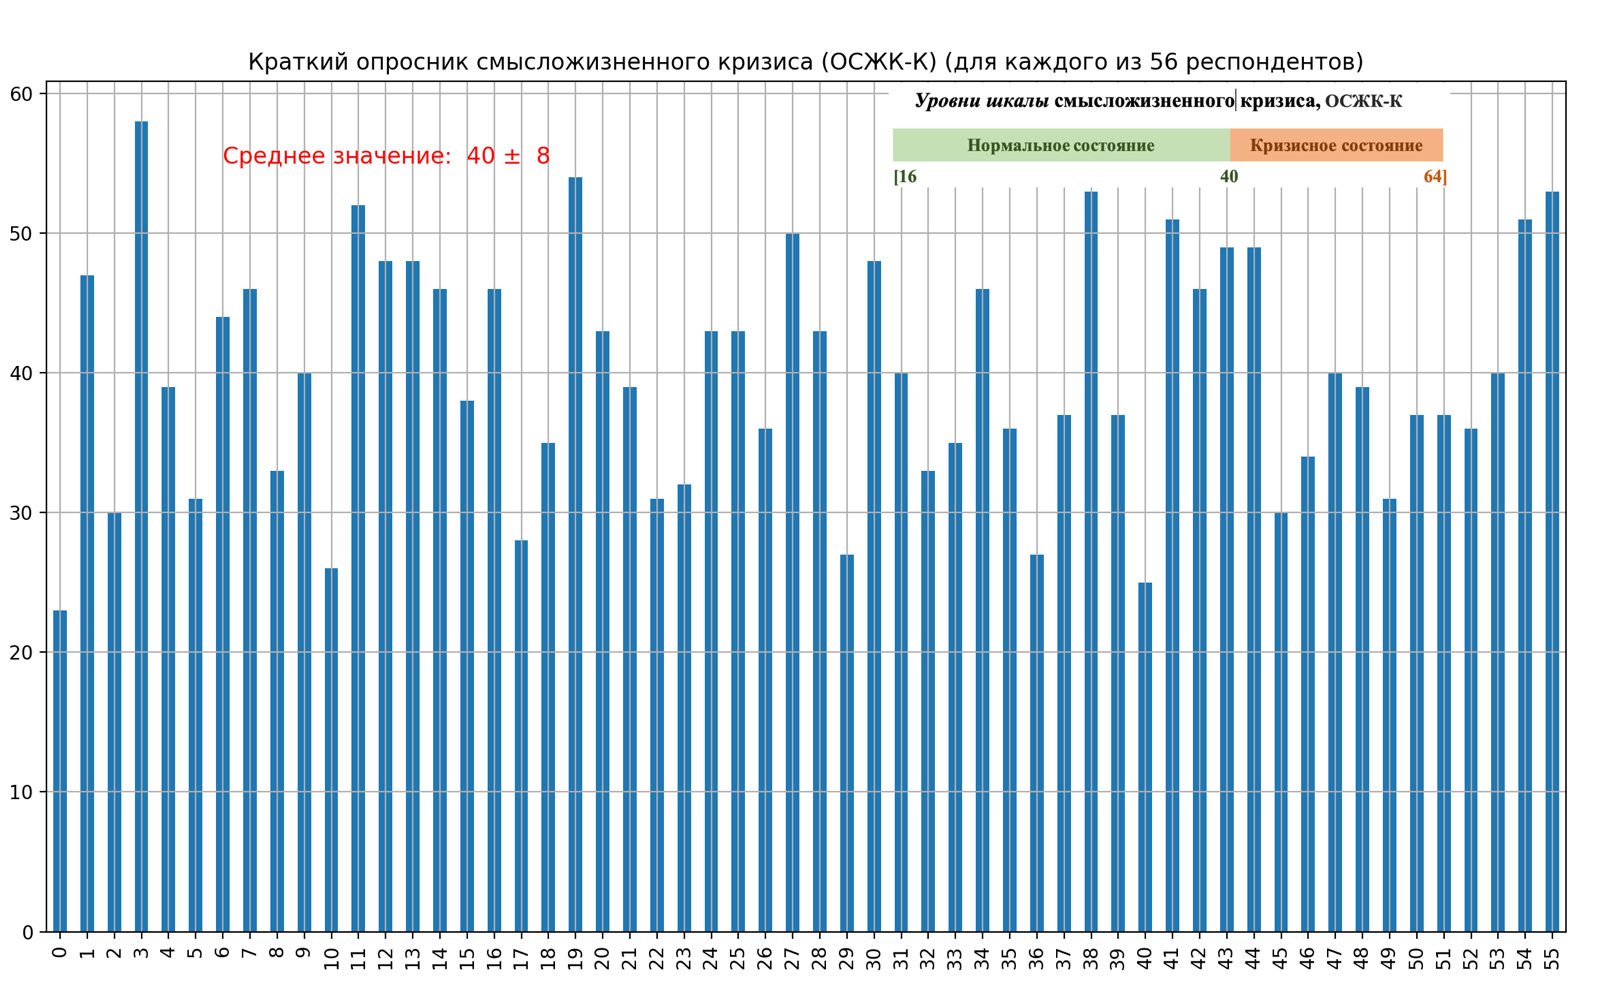 Краткий опросник смысложизненного кризиса (ОСЖК-К) (для каждого из 56 респондентов)
Уровни шкалы смысложизненного кризиса, ОСЖК-К
Нормальное состояние Кризисное состояние
[16 40 64]
Среднее значение: 40 ± 8
60
50
40
30
20
10
0
0 1 2 3 4 5 6 7 8 9 10 11 12 13 14 15 16 17 18 19 20 21 22 23 24 25 26 27 28 29 30 31 32 33 34 35 36 37 38 39 40 41 42 43 44 45 46 47 48 49 50 51 52 53 54 55